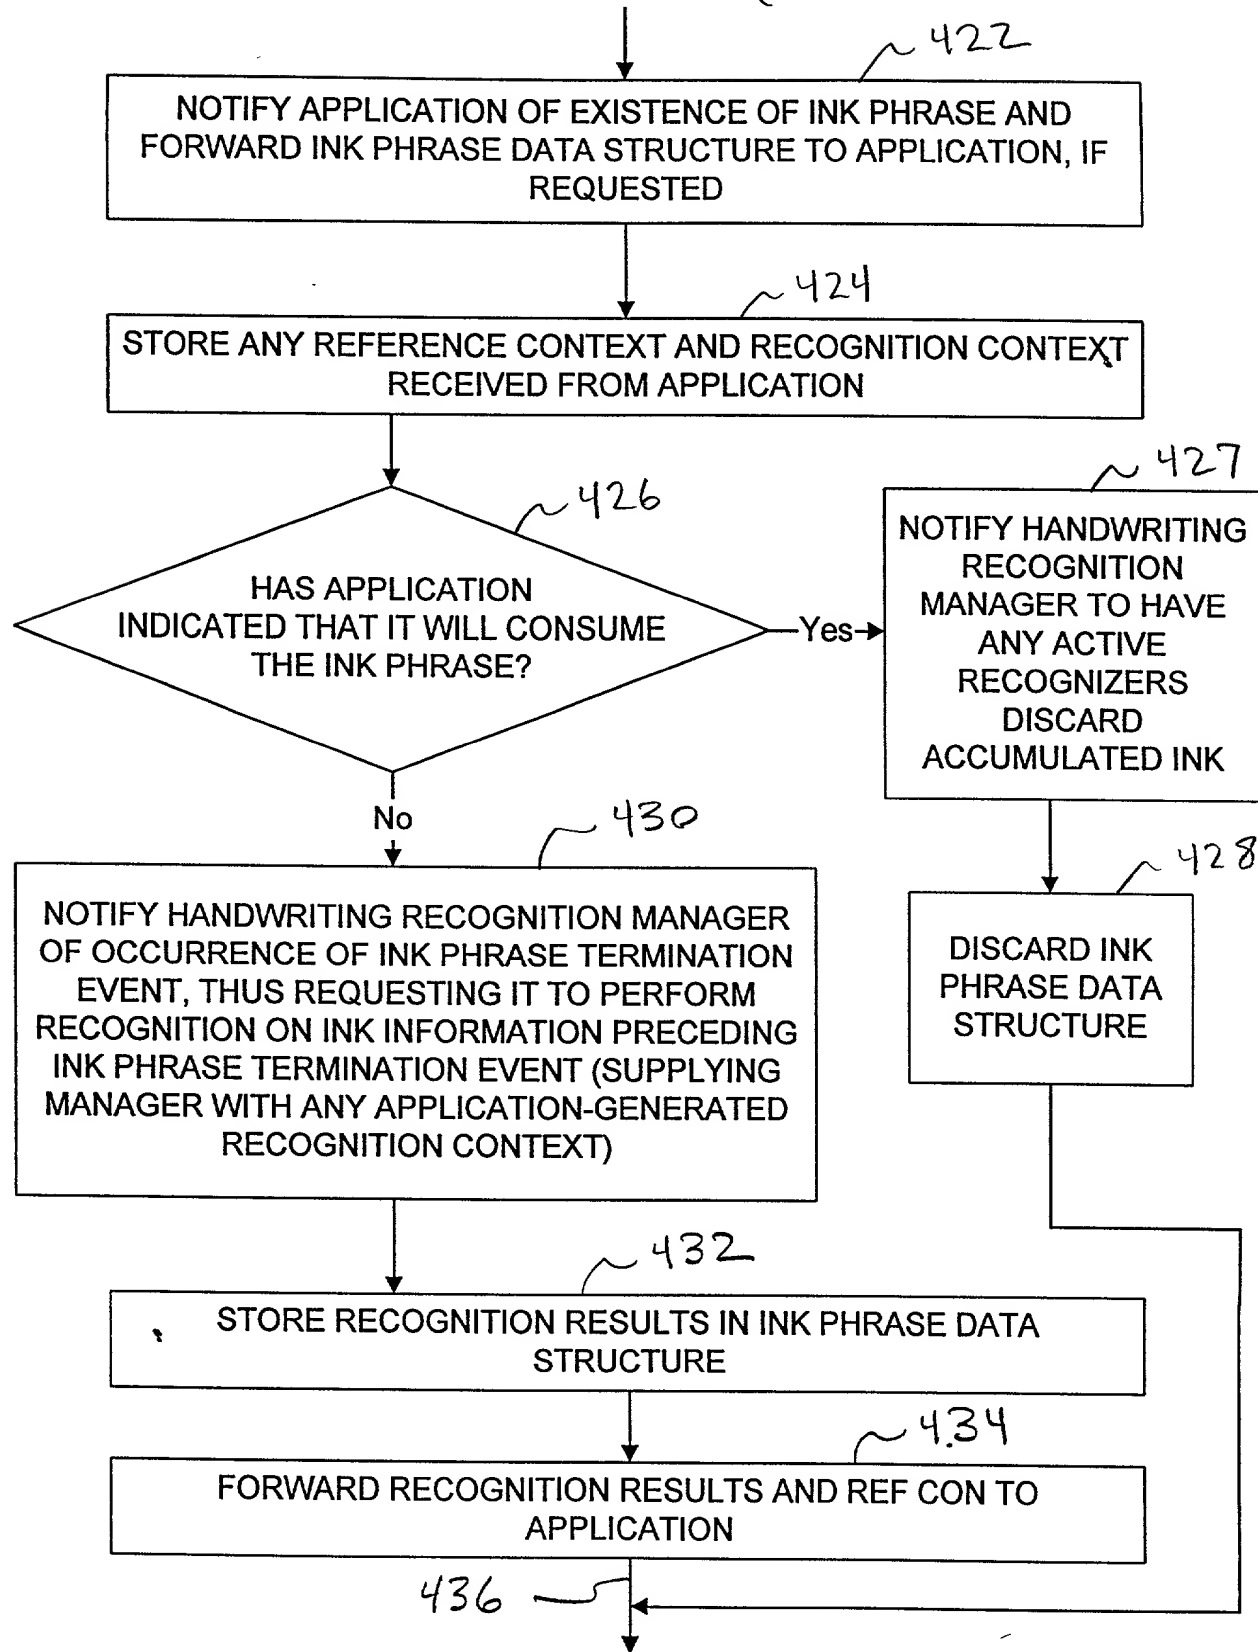 422
NOTIFY APPLICATION OF EXISTENCE OF INK PHRASE AND
FORWARD INK PHRASE DATA STRUCTURE TO APPLICATION, IF
REQUESTED
424
STORE ANY REFERENCE CONTEXT AND RECOGNITION CONTEXT
RECEIVED FROM APPLICATION
426
HAS APPLICATION
INDICATED THAT IT WILL CONSUME
THE INK PHRASE?
Yes
427
NOTIFY HANDWRITING
RECOGNITION
MANAGER TO HAVE
ANY ACTIVE
RECOGNIZERS
DISCARD
ACCUMULATED INK
No
430
NOTIFY HANDWRITING RECOGNITION MANAGER
OF OCCURRENCE OF INK PHRASE TERMINATION
EVENT, THUS REQUESTING IT TO PERFORM
RECOGNITION ON INK INFORMATION PRECEDING
INK PHRASE TERMINATION EVENT (SUPPLYING
MANAGER WITH ANY APPLICATION-GENERATED
RECOGNITION CONTEXT)
428
DISCARD INK
PHRASE DATA
STRUCTURE
432
STORE RECOGNITION RESULTS IN INK PHRASE DATA
STRUCTURE
434
FORWARD RECOGNITION RESULTS AND REF CON TO
APPLICATION
436